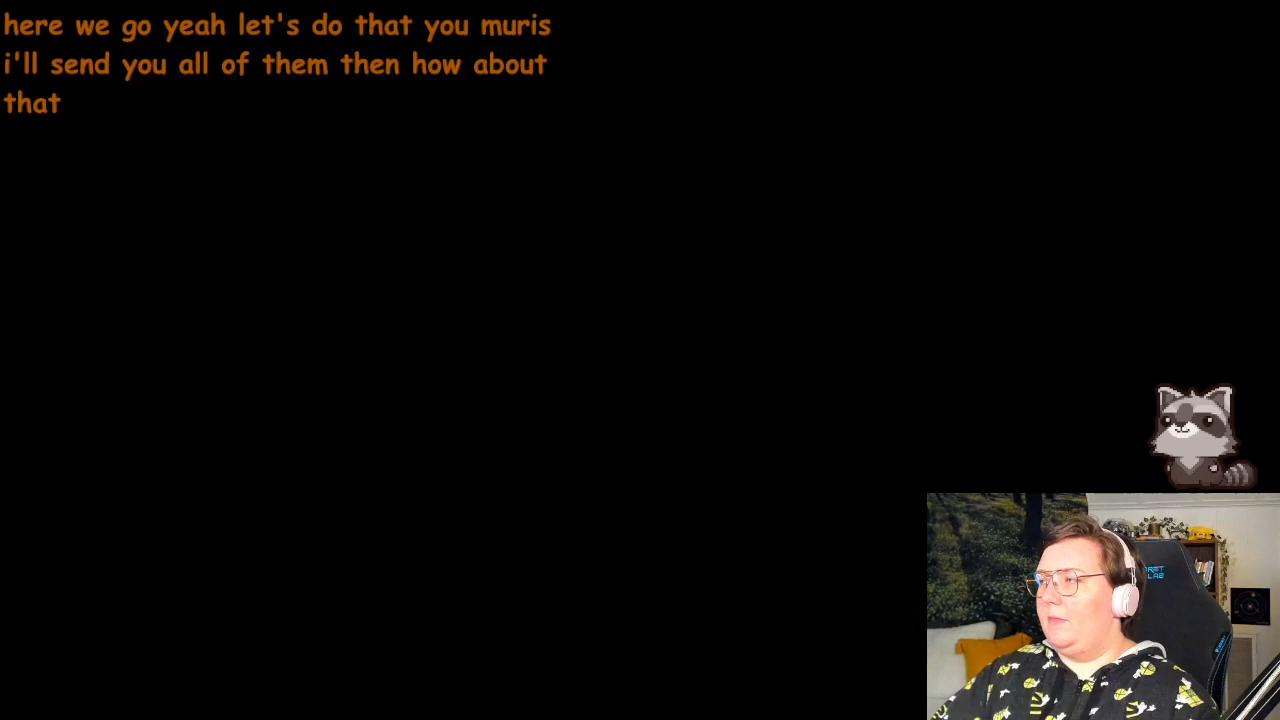 here we go yeah let's do that you muris
i'll send you all of them then how about
that